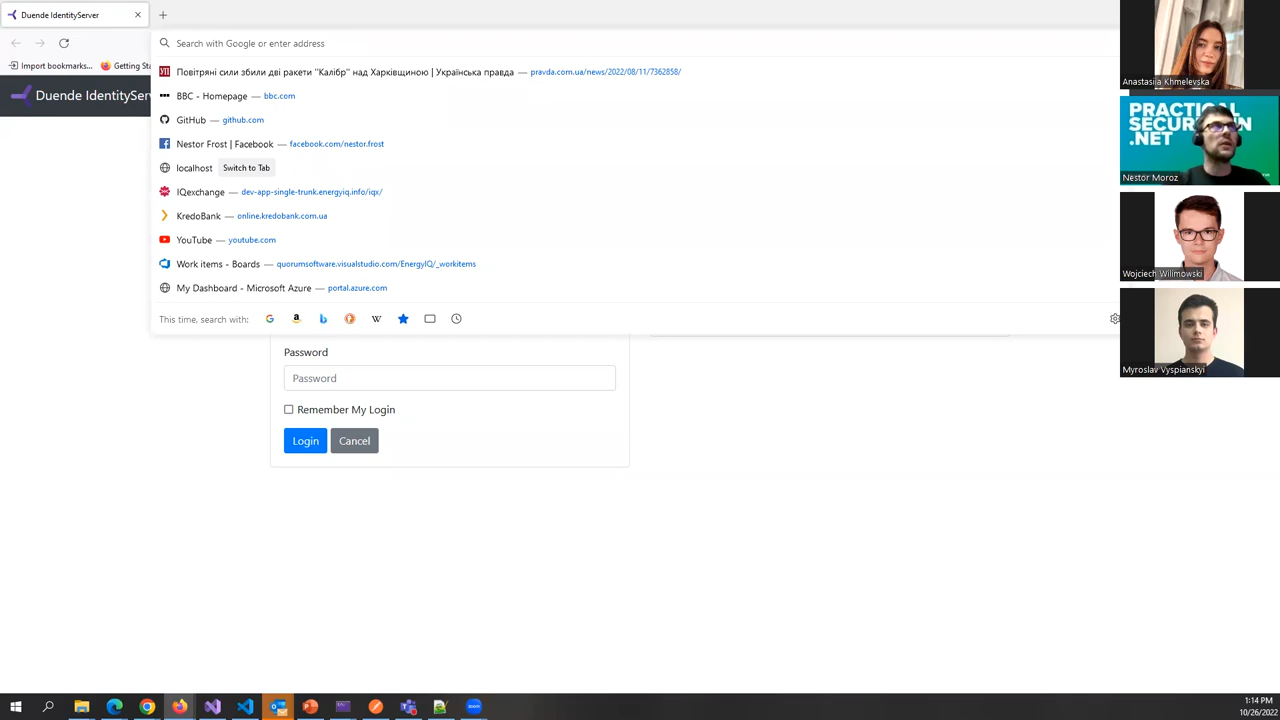 Duende IdentityServer
Import bookmarks...
Getting Sta
Duende IdentityServ
Search with Google or enter address
Повітряні сили збили дві ракети "Калібр" над Харківщиною | Українська правда — pravda.com.ua/news/2022/08/11/7362858/
BBC - Homepage — bbc.com
GitHub — github.com
Nestor Frost | Facebook — facebook.com/nestor.frost
localhost Switch to Tab
IQexchange — dev-app-single-trunk.energyiq.info/iqx/
KredoBank — online.kredobank.com.ua
YouTube — youtube.com
Work items - Boards — quorumsoftware.visualstudio.com/EnergyIQ/_workitems
My Dashboard - Microsoft Azure — portal.azure.com
This time, search with:
Password
Password
Remember My Login
Login Cancel
Anastasiia Khmelevska
PRACTICAL
SECURITY IN
.NET
Nestor Moroz
Wojciech Wilimowski
Myroslav Vyspianskyi
zoom
1:14 PM
10/26/2022